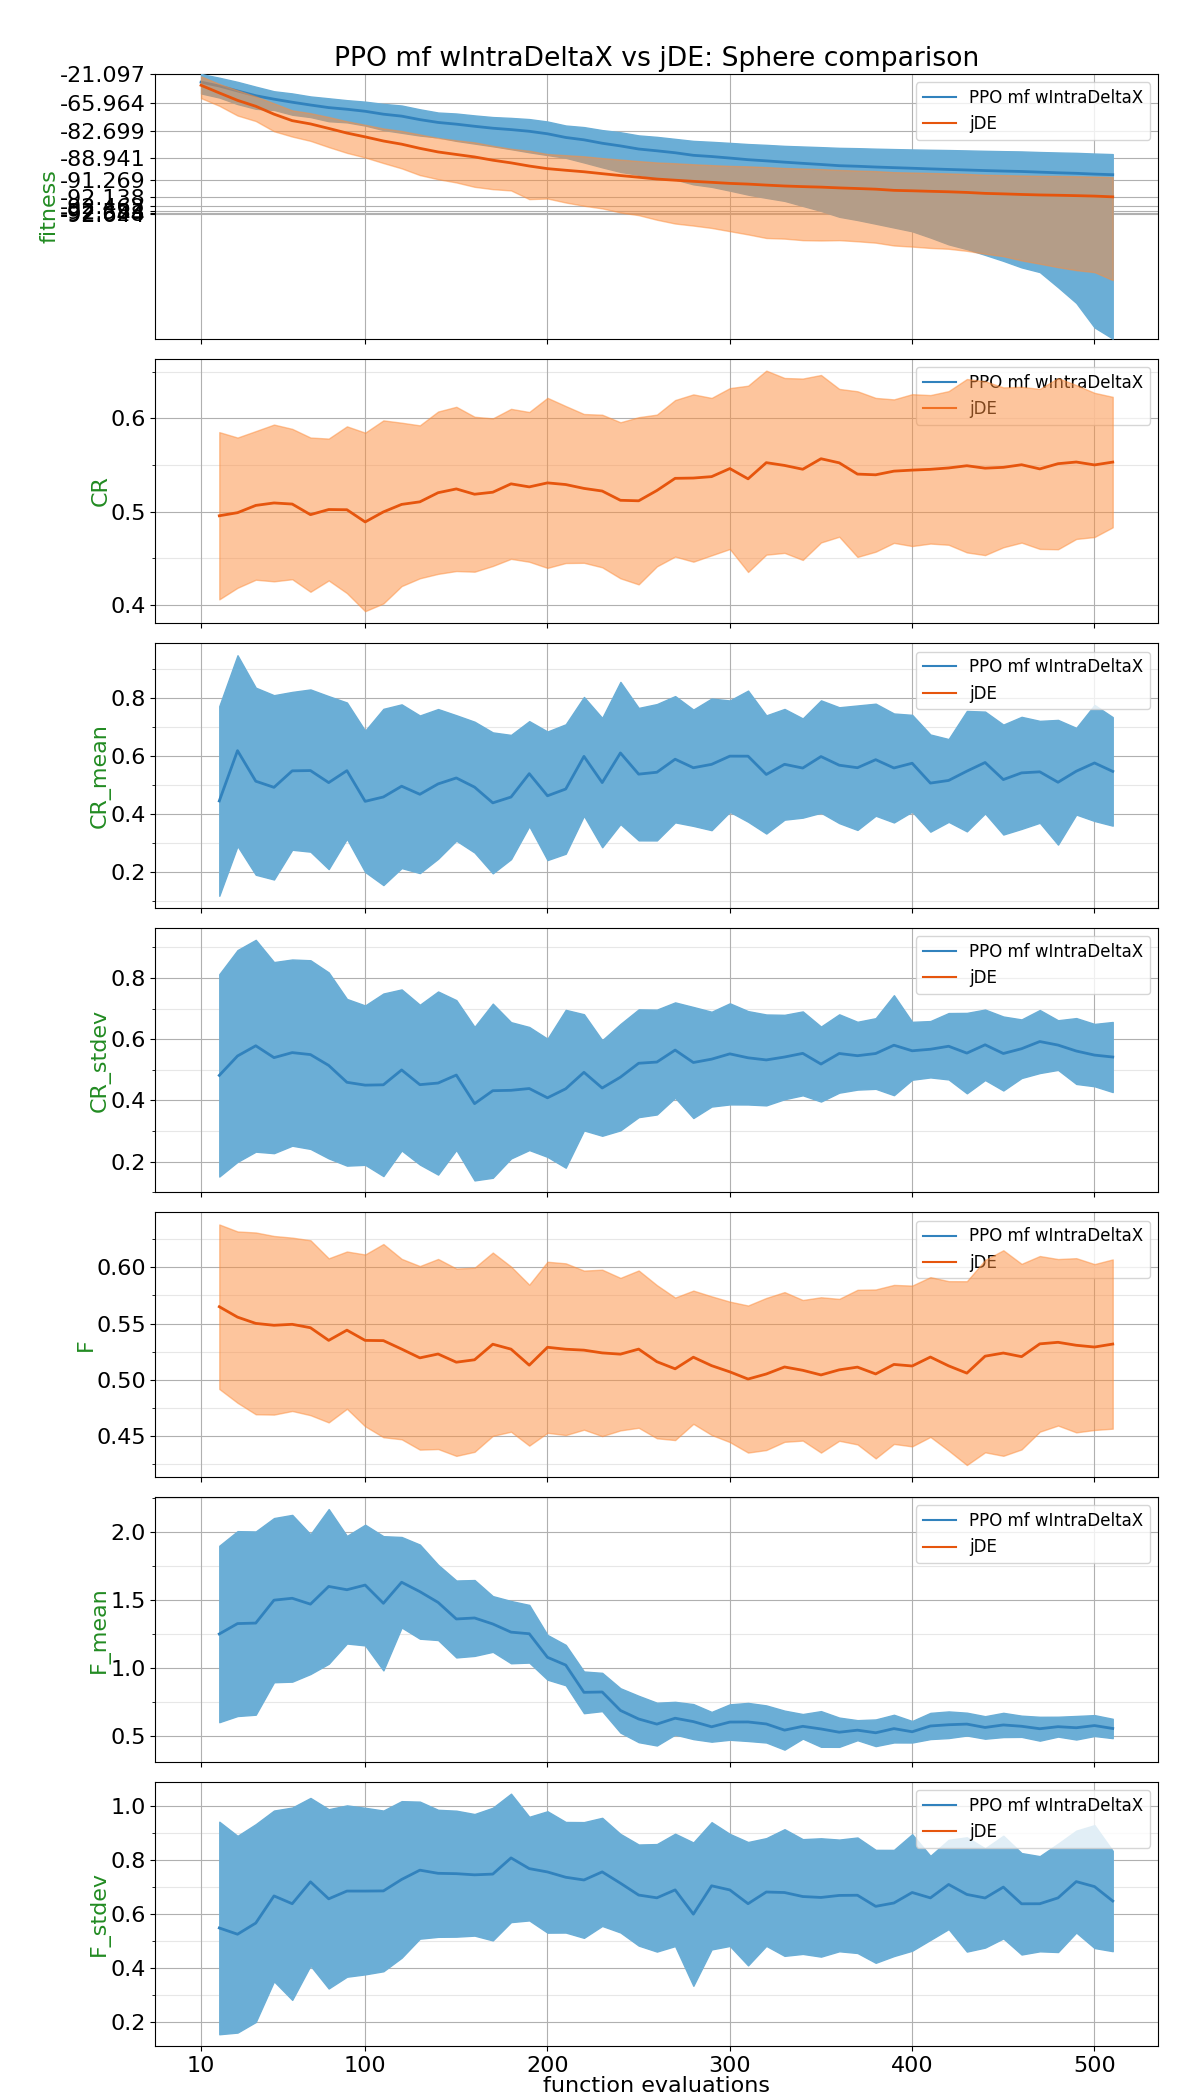 PPO mf wIntraDeltaX vs jDE: Sphere comparison
-21.097
-65.964
-82.699
-88.941
-91.269
-92.138
fitness
PPO mf wIntraDeltaX
jDE
0.6
0.5
0.4
CR
PPO mf wIntraDeltaX
jDE
0.8
0.6
0.4
0.2
CR_mean
PPO mf wIntraDeltaX
jDE
0.8
0.6
0.4
0.2
CR_stdev
PPO mf wIntraDeltaX
jDE
0.60
0.55
0.50
0.45
F
PPO mf wIntraDeltaX
jDE
2.0
1.5
1.0
0.5
F_mean
PPO mf wIntraDeltaX
jDE
1.0
0.8
0.6
0.4
0.2
F_stdev
PPO mf wIntraDeltaX
jDE
10 100 200 300 400 500
function evaluations